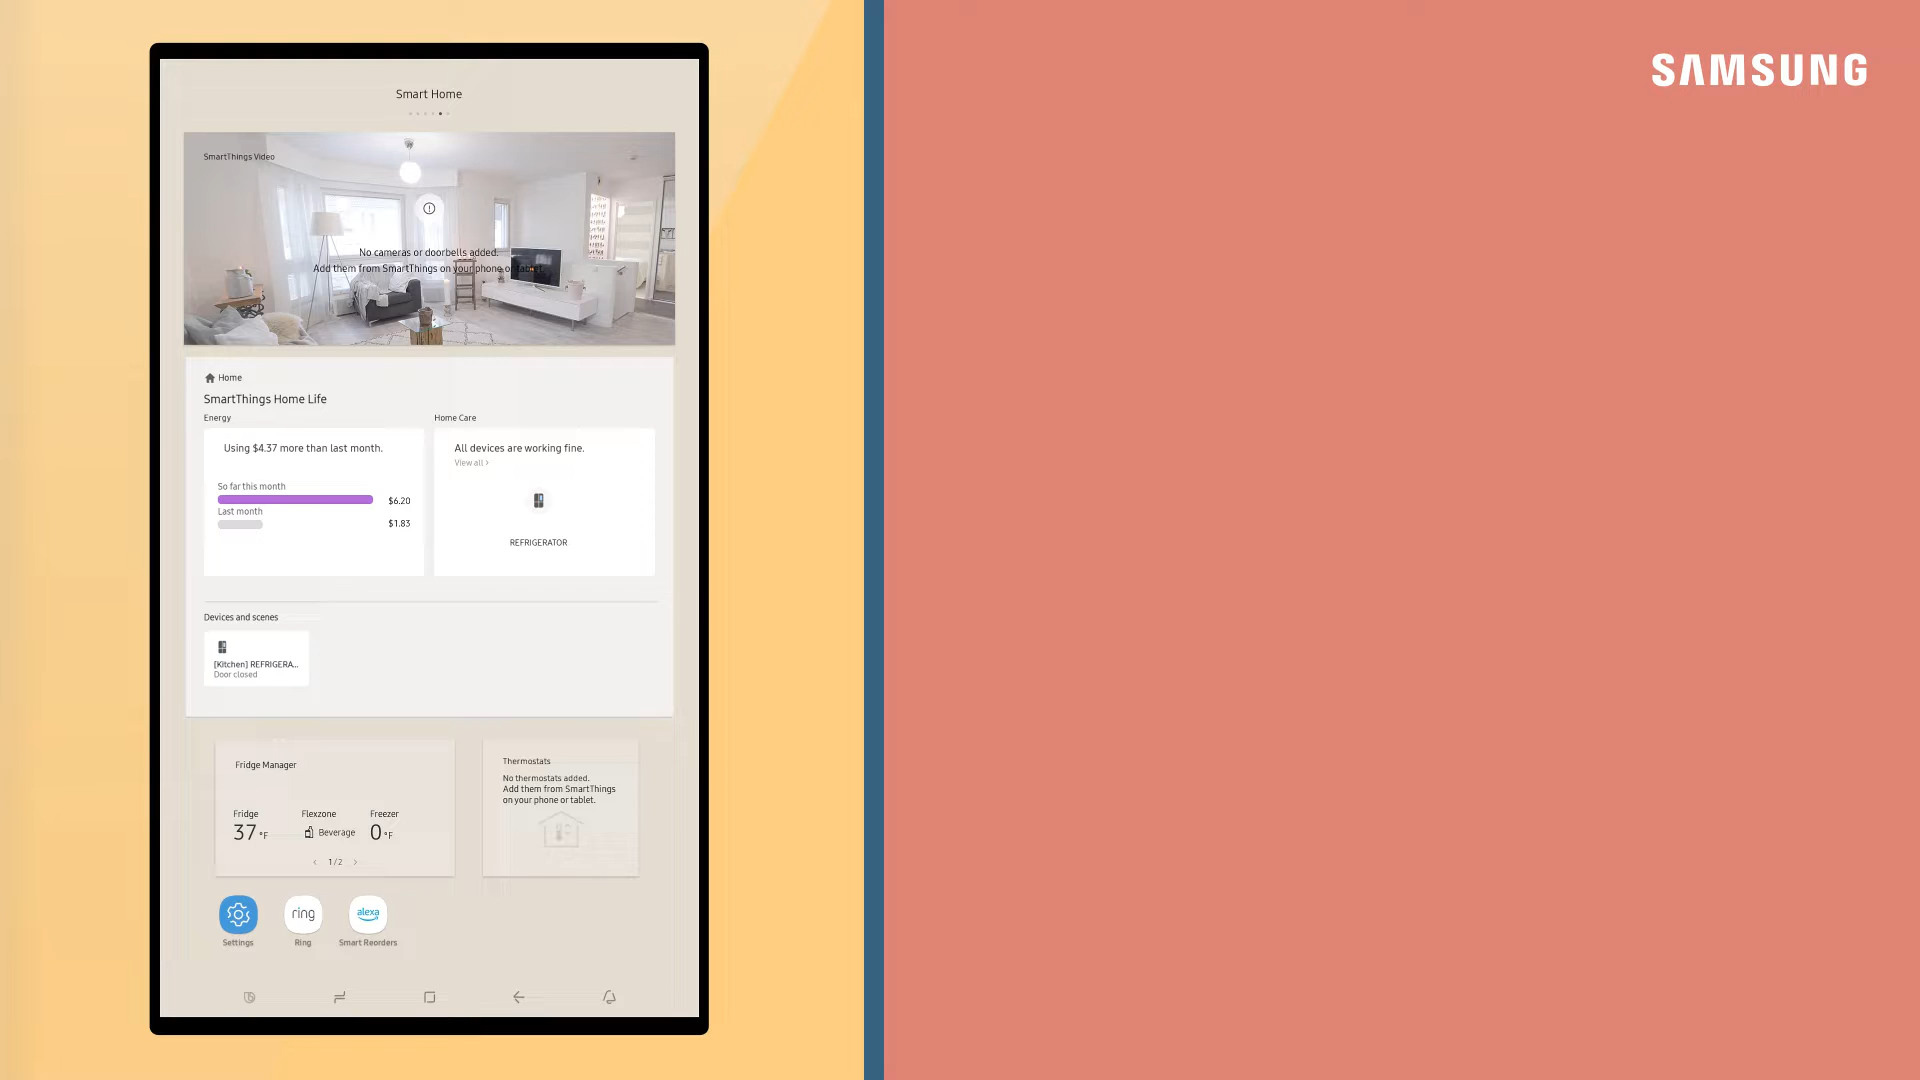 SAMSUNG
Smart Home
SmartThings Video
No cameras or doorbells added.
Add them from SmartThings on your phone or tablet.
Home
SmartThings Home Life
Energy
Home Care
Using $4.37 more than last month.
So far this month
$6.20
Last month
$1.83
All devices are working fine.
View all >
REFRIGERATOR
Devices and scenes
[Kitchen] REFRIGERA...
Door closed
Fridge Manager
Fridge
37 °F
Flexzone
Beverage
Freezer
0 °F
< 1/2 >
Thermostats
No thermostats added.
Add them from SmartThings
on your phone or tablet.
ring
alexa
Settings
Ring
Smart Reorders